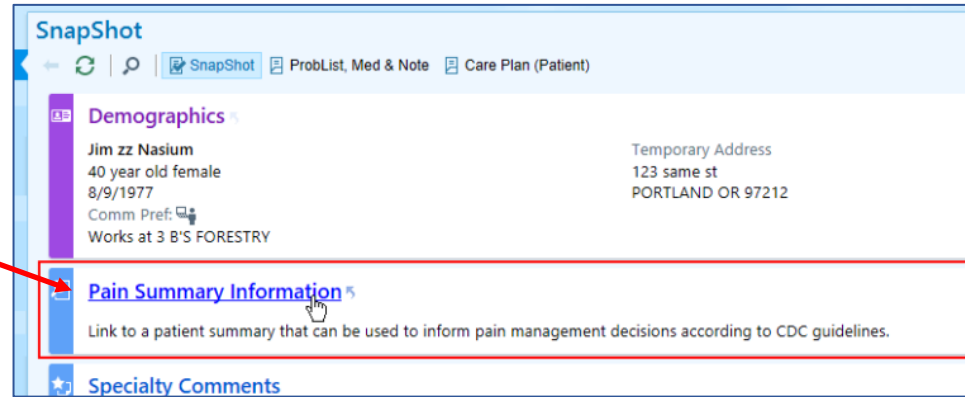 SnapShot
SnapShot ProbList, Med & Note Care Plan (Patient)
Demographics
Jim zz Nasium
40 year old female
8/9/1977
Comm Pref:
Works at 3 B'S FORESTRY
Temporary Address
123 same st
PORTLAND OR 97212
Pain Summary Information
Link to a patient summary that can be used to inform pain management decisions according to CDC guidelines.
Specialty Comments